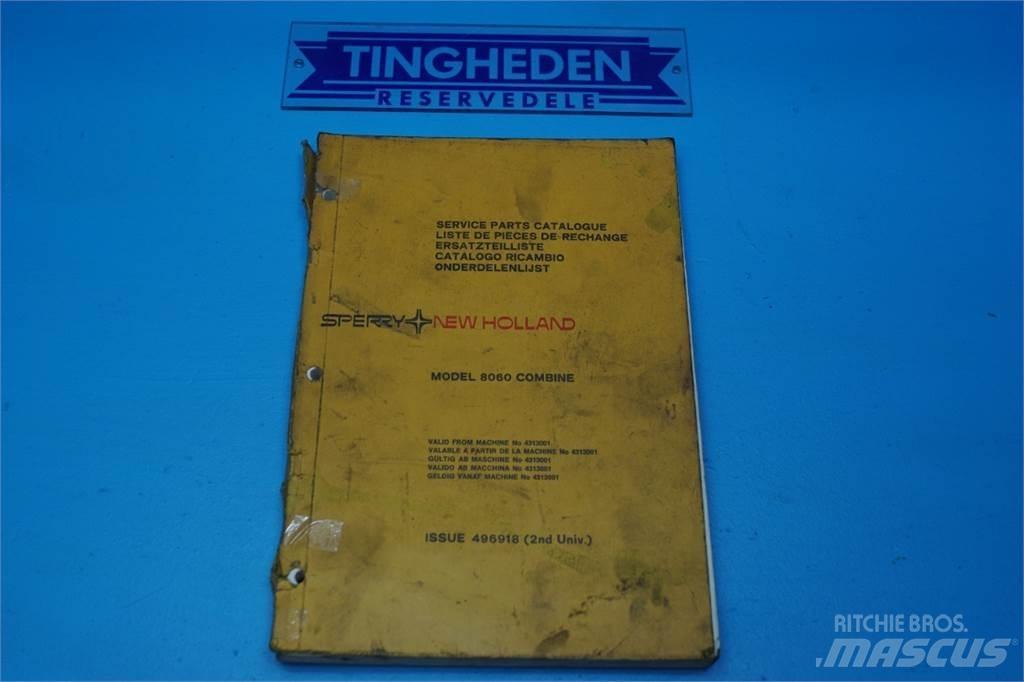 TINGHEDEN
RESERVEDELE
SERVICE PARTS CATALOGUE
LISTE DE PIECES DE RECHANGE
ERSATZTEILLISTE
CATALOGO RICAMBIO
ONDERDELENLIJST
SPERRY NEW HOLLAND
MODEL 8060 COMBINE
VALID FROM MACHINE No 4313001
VALABLE A PARTIR DE LA MACHINE No 4313001
GÜLTIG AB MASCHINE No 4313001
VALIDO AB MACCHINA No 4313001
GELDIG VANAF MACHINE No 4313001
ISSUE 496918 (2nd Univ.)
RITCHIE BROS.
MASCUS